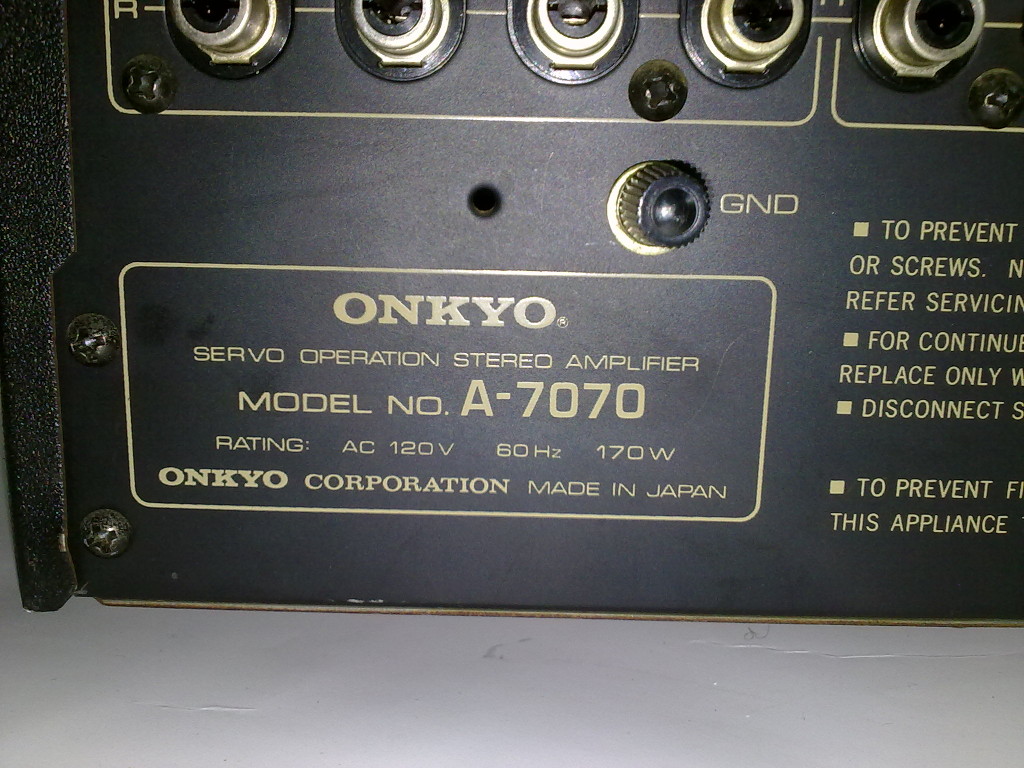 R
GND
ONKYO®
SERVO OPERATION STEREO AMPLIFIER
MODEL NO. A-7070
RATING: AC 120V 60Hz 170W
ONKYO CORPORATION MADE IN JAPAN
■ TO PREVENT
OR SCREWS. N
REFER SERVICIN
■ FOR CONTINUE
REPLACE ONLY W
■ DISCONNECT S
■ TO PREVENT FI
THIS APPLIANCE